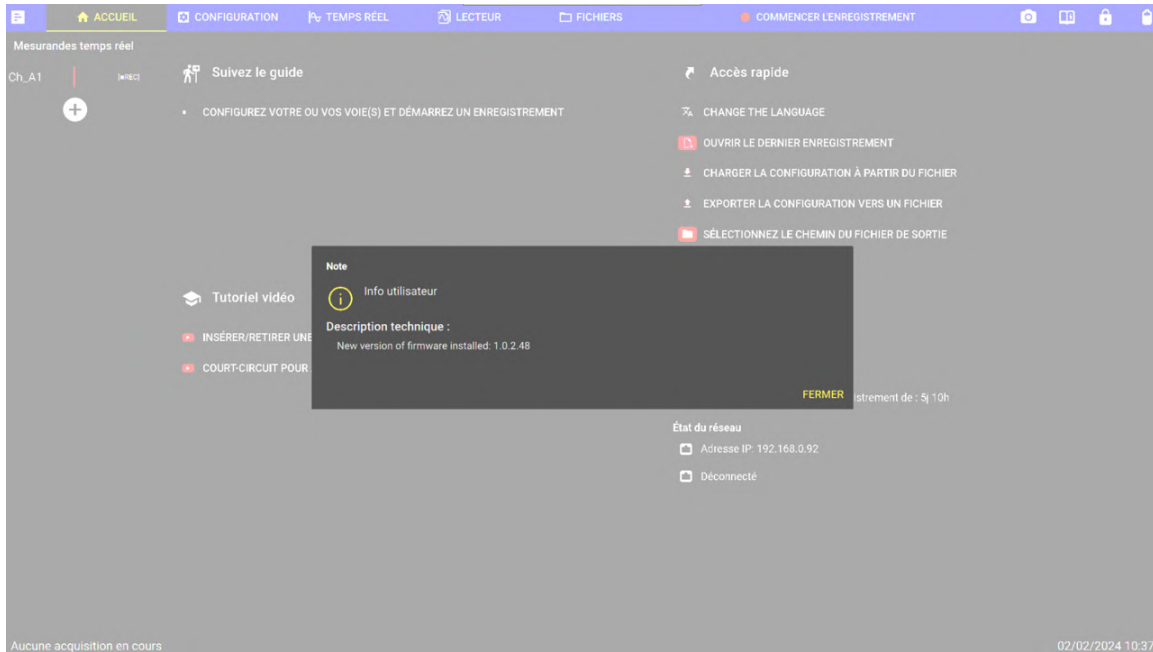 ACCUEIL
CONFIGURATION
TEMPS RÉEL
LECTEUR
FICHIERS
COMMENCER L'ENREGISTREMENT
Mesurandes temps réel
Ch_A1
[●REC]
Suivez le guide
• CONFIGUREZ VOTRE OU VOS VOIE(S) ET DÉMARREZ UN ENREGISTREMENT
Accès rapide
CHANGE THE LANGUAGE
OUVRIR LE DERNIER ENREGISTREMENT
CHARGER LA CONFIGURATION À PARTIR DU FICHIER
EXPORTER LA CONFIGURATION VERS UN FICHIER
SÉLECTIONNEZ LE CHEMIN DU FICHIER DE SORTIE
Tutoriel vidéo
INSÉRER/RETIRER UNE
COURT-CIRCUIT POUR
Note
Info utilisateur
Description technique :
New version of firmware installed: 1.0.2.48
FERMER
istrement de : 5j 10h
État du réseau
Adresse IP: 192.168.0.92
Déconnecté
Aucune acquisition en cours
02/02/2024 10:37